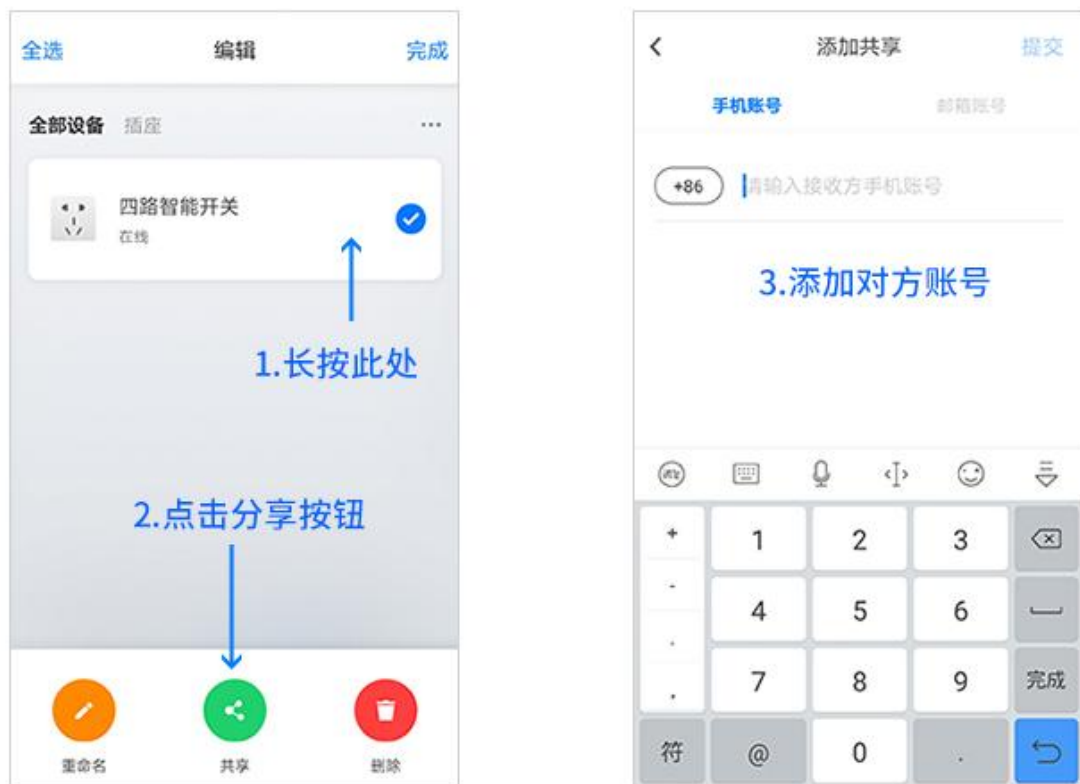 全选 编辑 完成
全部设备 插座 ...
四路智能开关
在线
1.长按此处
2.点击分享按钮
重命名 共享 删除
添加共享 提交
手机账号 邮箱账号
+86 请输入接收方手机账号
3.添加对方账号
+ 1 2 3
- 4 5 6
7 8 9 完成
符 @ 0 .